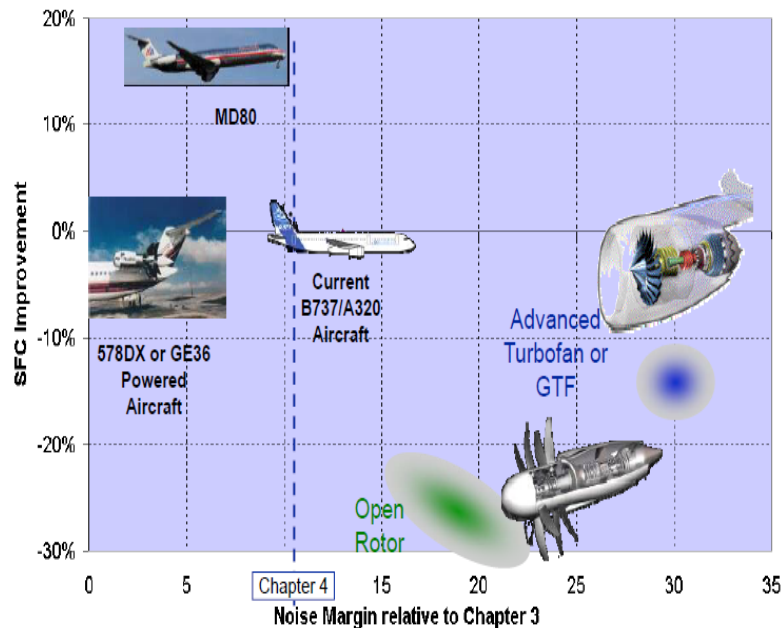 20%
10%
0%
-10%
-20%
-30%
SFC Improvement
MD80
Current
B737/A320
Aircraft
578DX or GE36
Powered
Aircraft
Advanced
Turbofan or
GTF
Open
Rotor
0
5
Chapter 4
15
20
25
30
35
Noise Margin relative to Chapter 3